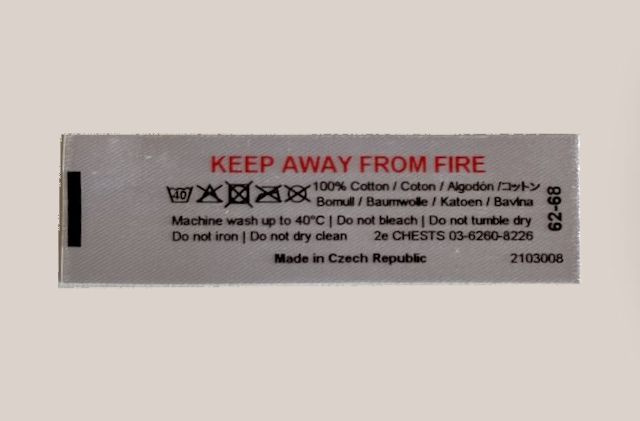 KEEP AWAY FROM FIRE
40
100% Cotton / Coton / Algodón /コットン
Bomull / Baumwolle / Katoen / Bavlna
Machine wash up to 40°C | Do not bleach | Do not tumble dry
Do not iron | Do not dry clean 2e CHESTS 03-6260-8226
Made in Czech Republic 2103008
62-68